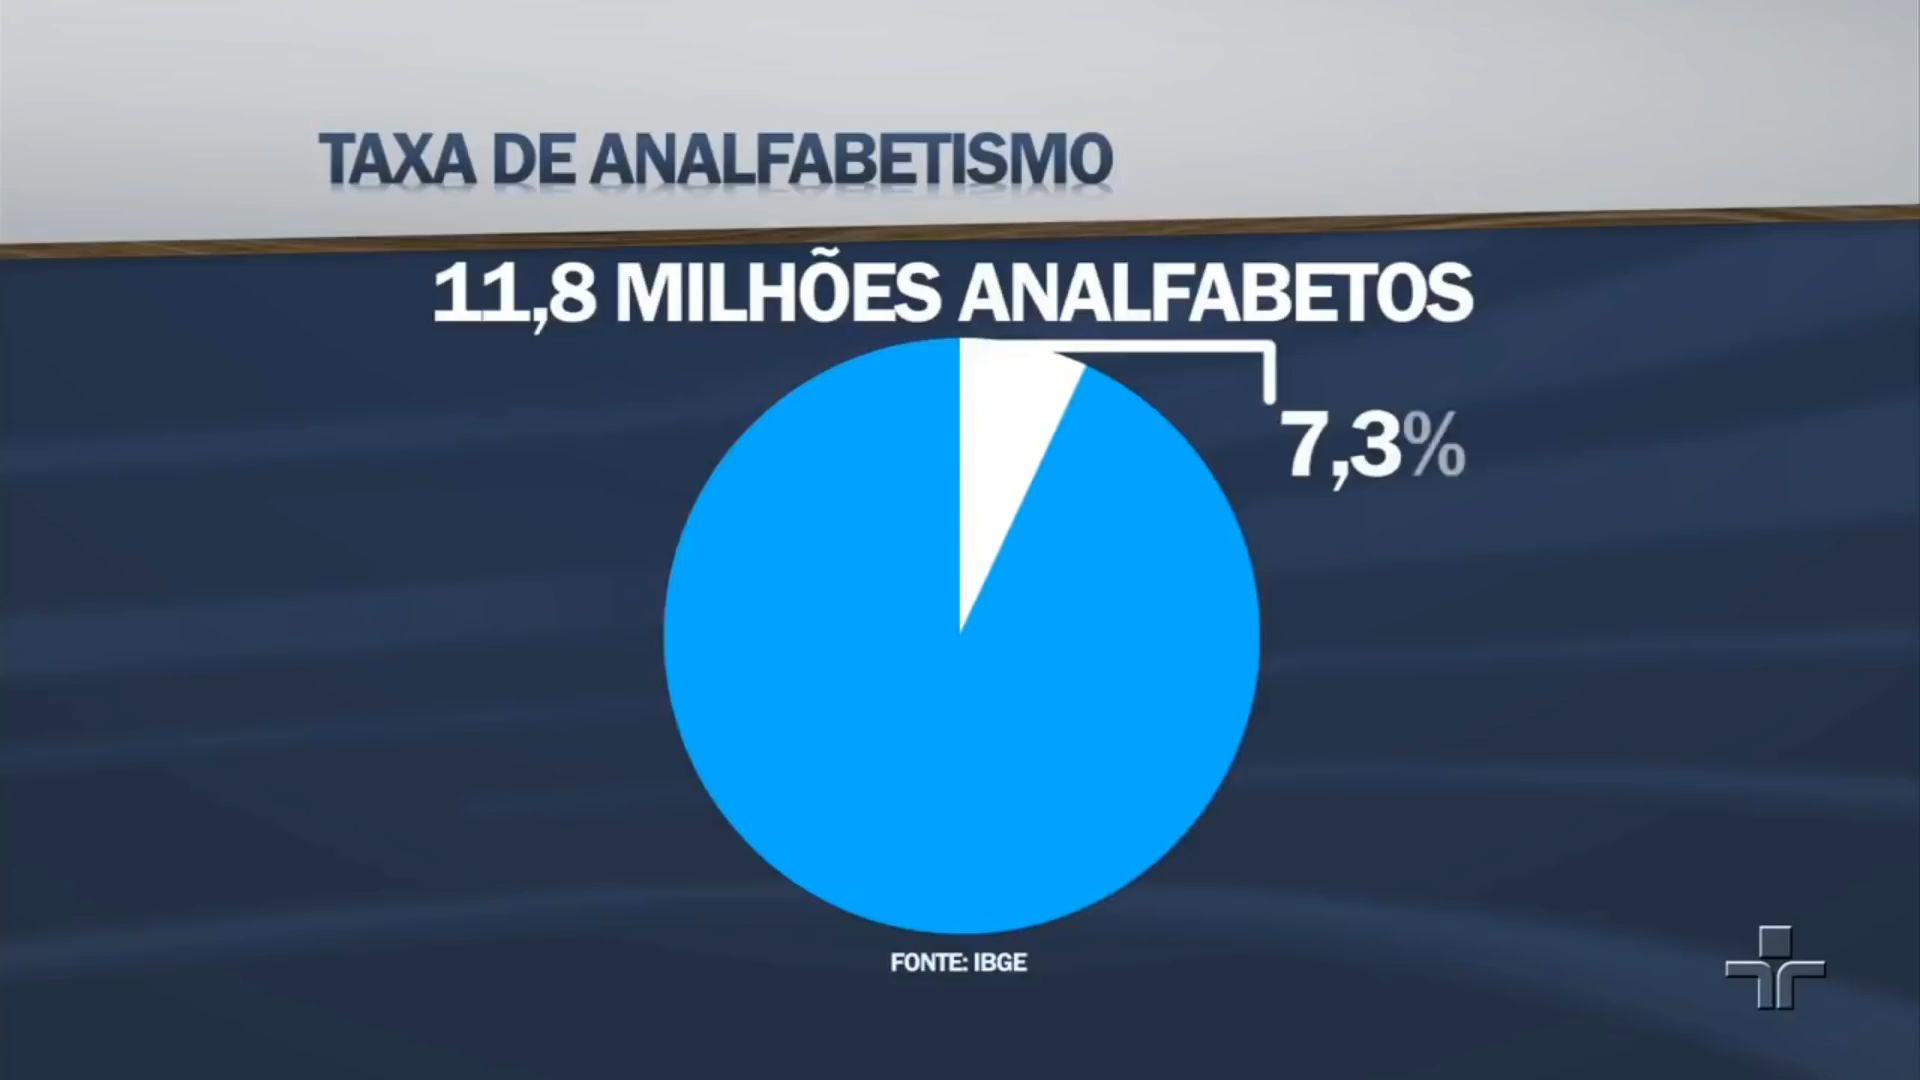 TAXA DE ANALFABETISMO
11,8 MILHÕES ANALFABETOS
7,3%
FONTE: IBGE